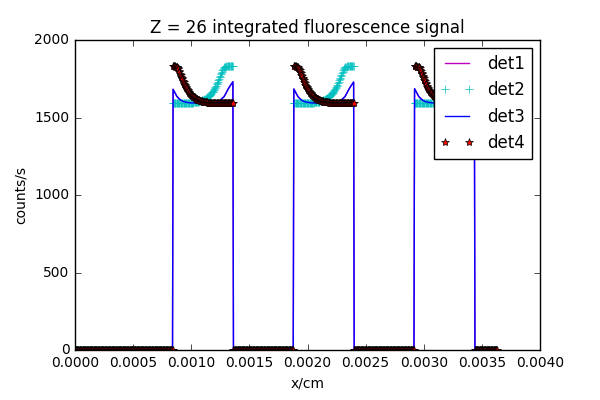 Z = 26 integrated fluorescence signal
counts/s
2000
1500
1000
500
0
det1
det2
det3
det4
0.0000 0.0005 0.0010 0.0015 0.0020 0.0025 0.0030 0.0035 0.0040
x/cm